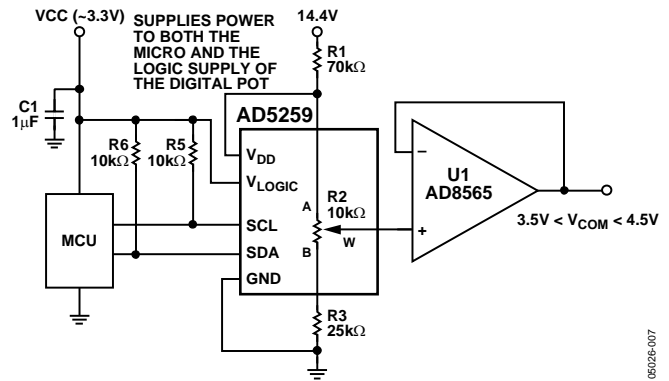 VCC (~3.3V)
SUPPLIES POWER
TO BOTH THE
MICRO AND THE
LOGIC SUPPLY OF
THE DIGITAL POT
14.4V
R1
70kΩ
C1
1μF
R6
10kΩ
R5
10kΩ
AD5259
VDD
VLOGIC
SCL
SDA
GND
MCU
A
R2
10kΩ
B
W
R3
25kΩ
–
+
U1
AD8565
3.5V < VCOM < 4.5V
05026-007